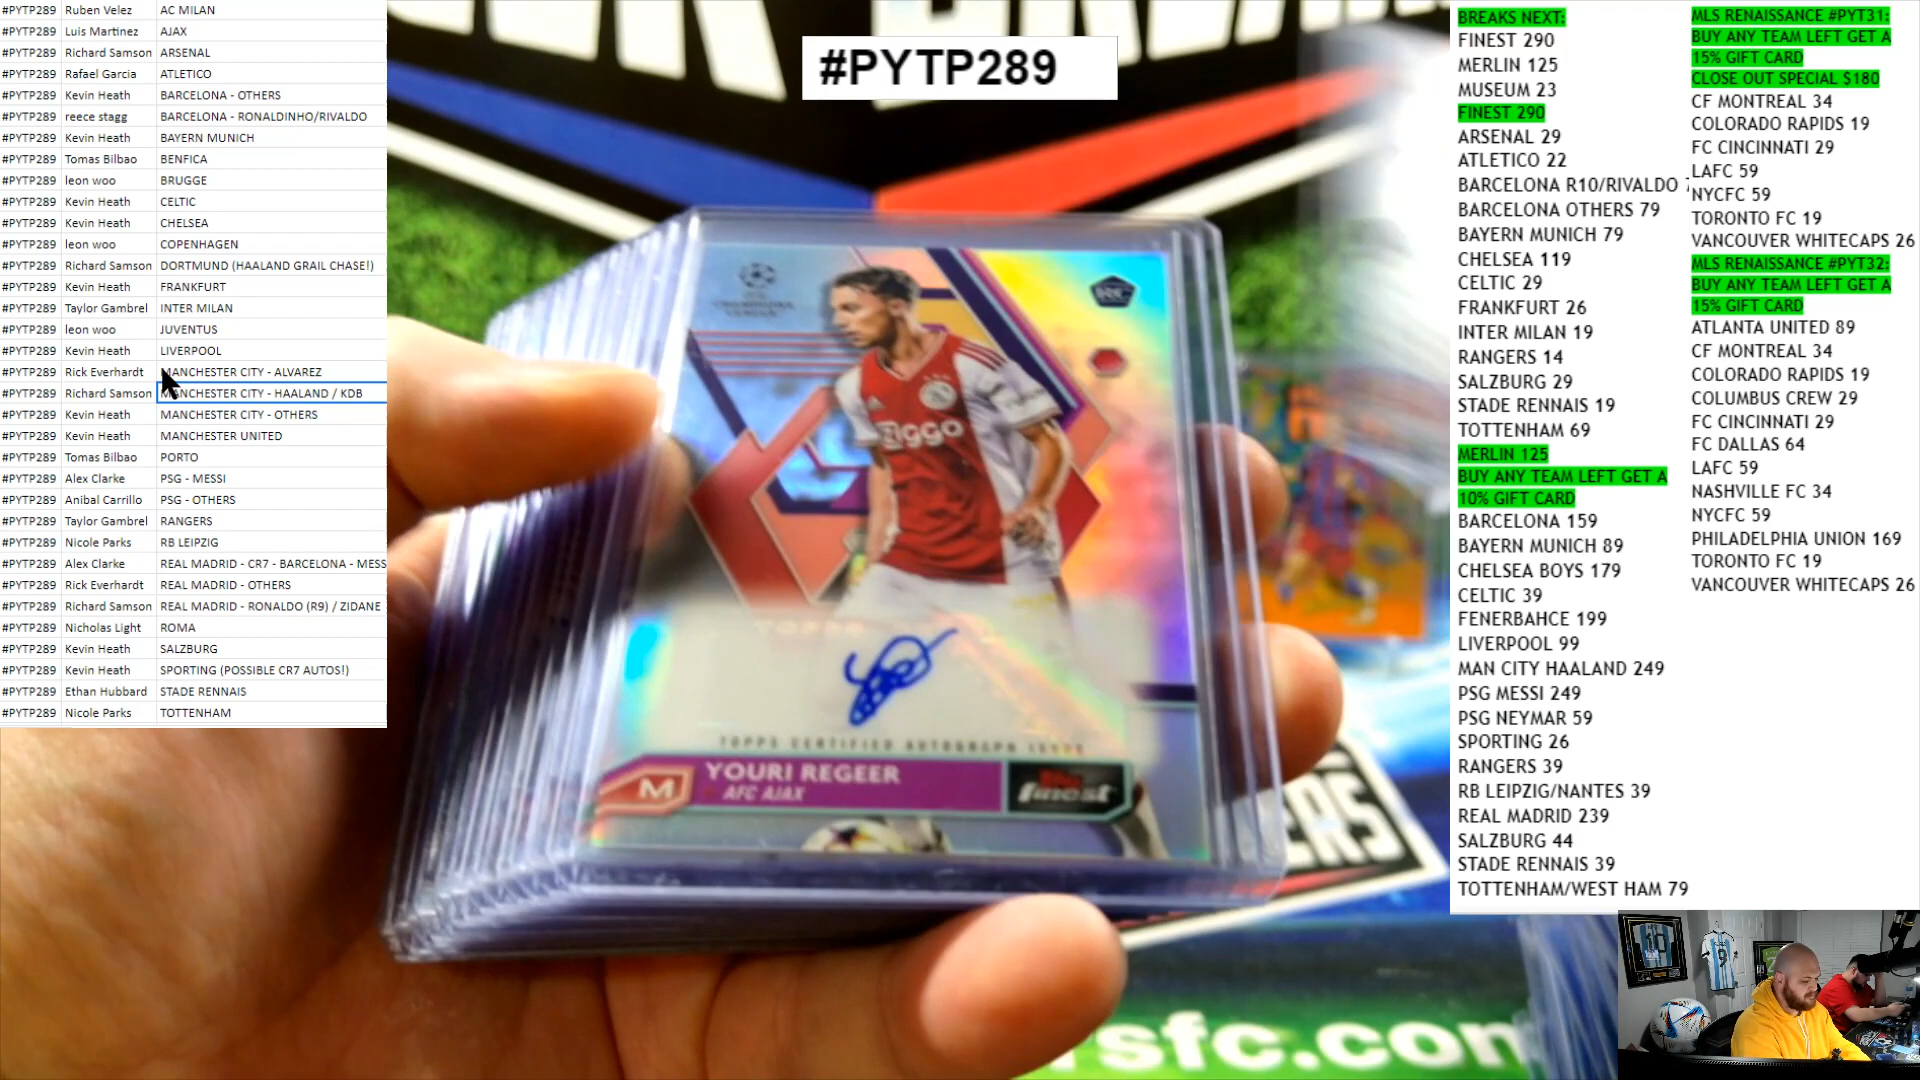 #PYTP289 Ruben Velez AC MILAN
#PYTP289 Luis Martinez AJAX
#PYTP289 Richard Samson ARSENAL
#PYTP289 Rafael Garcia ATLETICO
#PYTP289 Kevin Heath BARCELONA - OTHERS
#PYTP289 reece stagg BARCELONA - RONALDINHO/RIVALDO
#PYTP289 Kevin Heath BAYERN MUNICH
#PYTP289 Tomas Bilbao BENFICA
#PYTP289 leon woo BRUGGE
#PYTP289 Kevin Heath CELTIC
#PYTP289 Kevin Heath CHELSEA
#PYTP289 leon woo COPENHAGEN
#PYTP289 Richard Samson DORTMUND (HAALAND GRAIL CHASE!)
#PYTP289 Kevin Heath FRANKFURT
#PYTP289 Taylor Gambrel INTER MILAN
#PYTP289 leon woo JUVENTUS
#PYTP289 Kevin Heath LIVERPOOL
#PYTP289 Rick Everhardt MANCHESTER CITY - ALVAREZ
#PYTP289 Richard Samson MANCHESTER CITY - HAALAND / KDB
#PYTP289 Kevin Heath MANCHESTER CITY - OTHERS
#PYTP289 Kevin Heath MANCHESTER UNITED
#PYTP289 Tomas Bilbao PORTO
#PYTP289 Alex Clarke PSG - MESSI
#PYTP289 Anibal Carrillo PSG - OTHERS
#PYTP289 Taylor Gambrel RANGERS
#PYTP289 Nicole Parks RB LEIPZIG
#PYTP289 Alex Clarke REAL MADRID - CR7 - BARCELONA - MESS
#PYTP289 Rick Everhardt REAL MADRID - OTHERS
#PYTP289 Richard Samson REAL MADRID - RONALDO (R9) / ZIDANE
#PYTP289 Nicholas Light ROMA
#PYTP289 Kevin Heath SALZBURG
#PYTP289 Kevin Heath SPORTING (POSSIBLE CR7 AUTOS!)
#PYTP289 Ethan Hubbard STADE RENNAIS
#PYTP289 Nicole Parks TOTTENHAM
#PYTP289
CHAMPIONS
LEAGUE
RC
Ziggo
TOPPS
TOPPS CERTIFIED AUTOGRAPH ISSUE
M
YOURI REGEER
AFC AJAX
Topps
finest
ERS
rsfc.com
BREAKS NEXT:
FINEST 290
MERLIN 125
MUSEUM 23
FINEST 290
ARSENAL 29
ATLETICO 22
BARCELONA R10/RIVALDO
BARCELONA OTHERS 79
BAYERN MUNICH 79
CHELSEA 119
CELTIC 29
FRANKFURT 26
INTER MILAN 19
RANGERS 14
SALZBURG 29
STADE RENNAIS 19
TOTTENHAM 69
MERLIN 125
BUY ANY TEAM LEFT GET A
10% GIFT CARD
BARCELONA 159
BAYERN MUNICH 89
CHELSEA BOYS 179
CELTIC 39
FENERBAHCE 199
LIVERPOOL 99
MAN CITY HAALAND 249
PSG MESSI 249
PSG NEYMAR 59
SPORTING 26
RANGERS 39
RB LEIPZIG/NANTES 39
REAL MADRID 239
SALZBURG 44
STADE RENNAIS 39
TOTTENHAM/WEST HAM 79
MLS RENAISSANCE #PYT31:
BUY ANY TEAM LEFT GET A
15% GIFT CARD
CLOSE OUT SPECIAL $180
CF MONTREAL 34
COLORADO RAPIDS 19
FC CINCINNATI 29
LAFC 59
NYCFC 59
TORONTO FC 19
VANCOUVER WHITECAPS 26
MLS RENAISSANCE #PYT32:
BUY ANY TEAM LEFT GET A
15% GIFT CARD
ATLANTA UNITED 89
CF MONTREAL 34
COLORADO RAPIDS 19
COLUMBUS CREW 29
FC CINCINNATI 29
FC DALLAS 64
LAFC 59
NASHVILLE FC 34
NYCFC 59
PHILADELPHIA UNION 169
TORONTO FC 19
VANCOUVER WHITECAPS 26